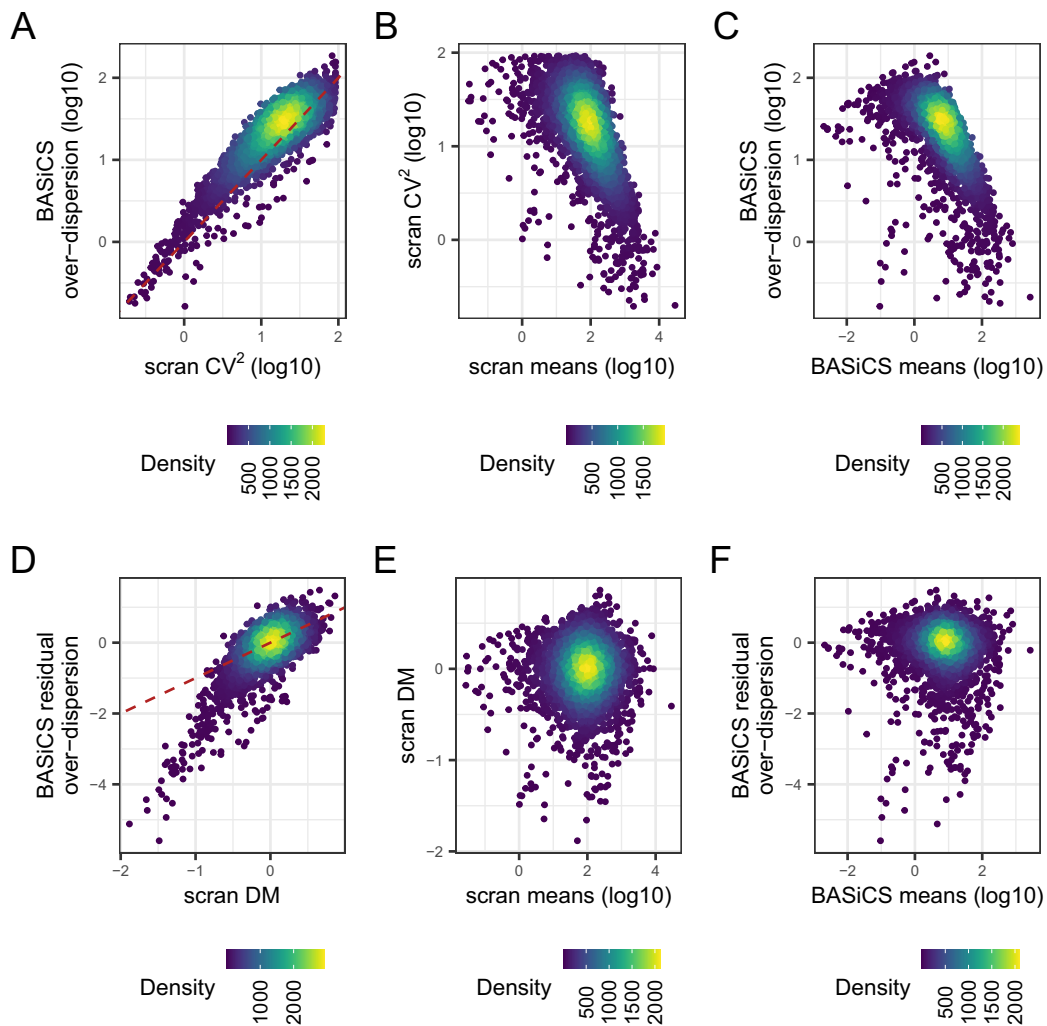 A
BASiCS
over−dispersion (log10)
2
1
0
0
1
2
scran CV² (log10)
Density
500
1000
1500
2000
B
scran CV² (log10)
2
1
0
0
2
4
scran means (log10)
Density
500
1000
1500
C
BASiCS
over−dispersion (log10)
2
1
0
−2
0
2
BASiCS means (log10)
Density
500
1000
1500
2000
D
BASiCS residual
over−dispersion
0
−2
−4
−2
−1
0
scran DM
Density
1000
2000
E
scran DM
0
−1
−2
0
2
4
scran means (log10)
Density
500
1000
1500
2000
F
BASiCS residual
over−dispersion
0
−2
−4
−2
0
2
BASiCS means (log10)
Density
500
1000
1500
2000